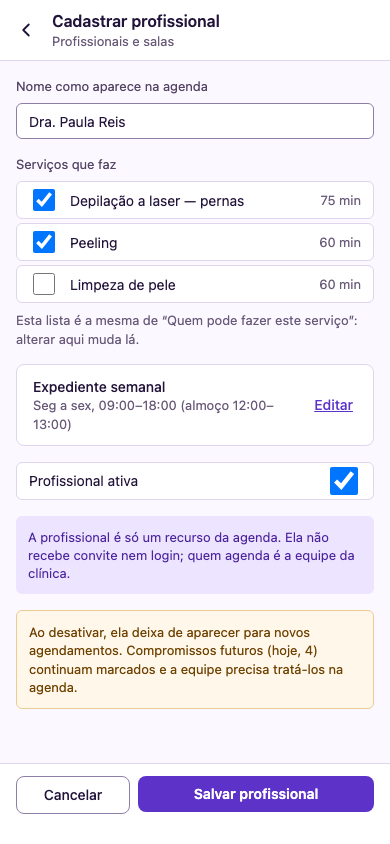 Cadastrar profissional
Profissionais e salas
Nome como aparece na agenda
Dra. Paula Reis
Serviços que faz
Depilação a laser — pernas 75 min
Peeling 60 min
Limpeza de pele 60 min
Esta lista é a mesma de “Quem pode fazer este serviço”:
alterar aqui muda lá.
Expediente semanal
Seg a sex, 09:00–18:00 (almoço 12:00–
13:00)
Editar
Profissional ativa
A profissional é só um recurso da agenda. Ela não
recebe convite nem login; quem agenda é a equipe da
clínica.
Ao desativar, ela deixa de aparecer para novos
agendamentos. Compromissos futuros (hoje, 4)
continuam marcados e a equipe precisa tratá-los na
agenda.
Cancelar
Salvar profissional